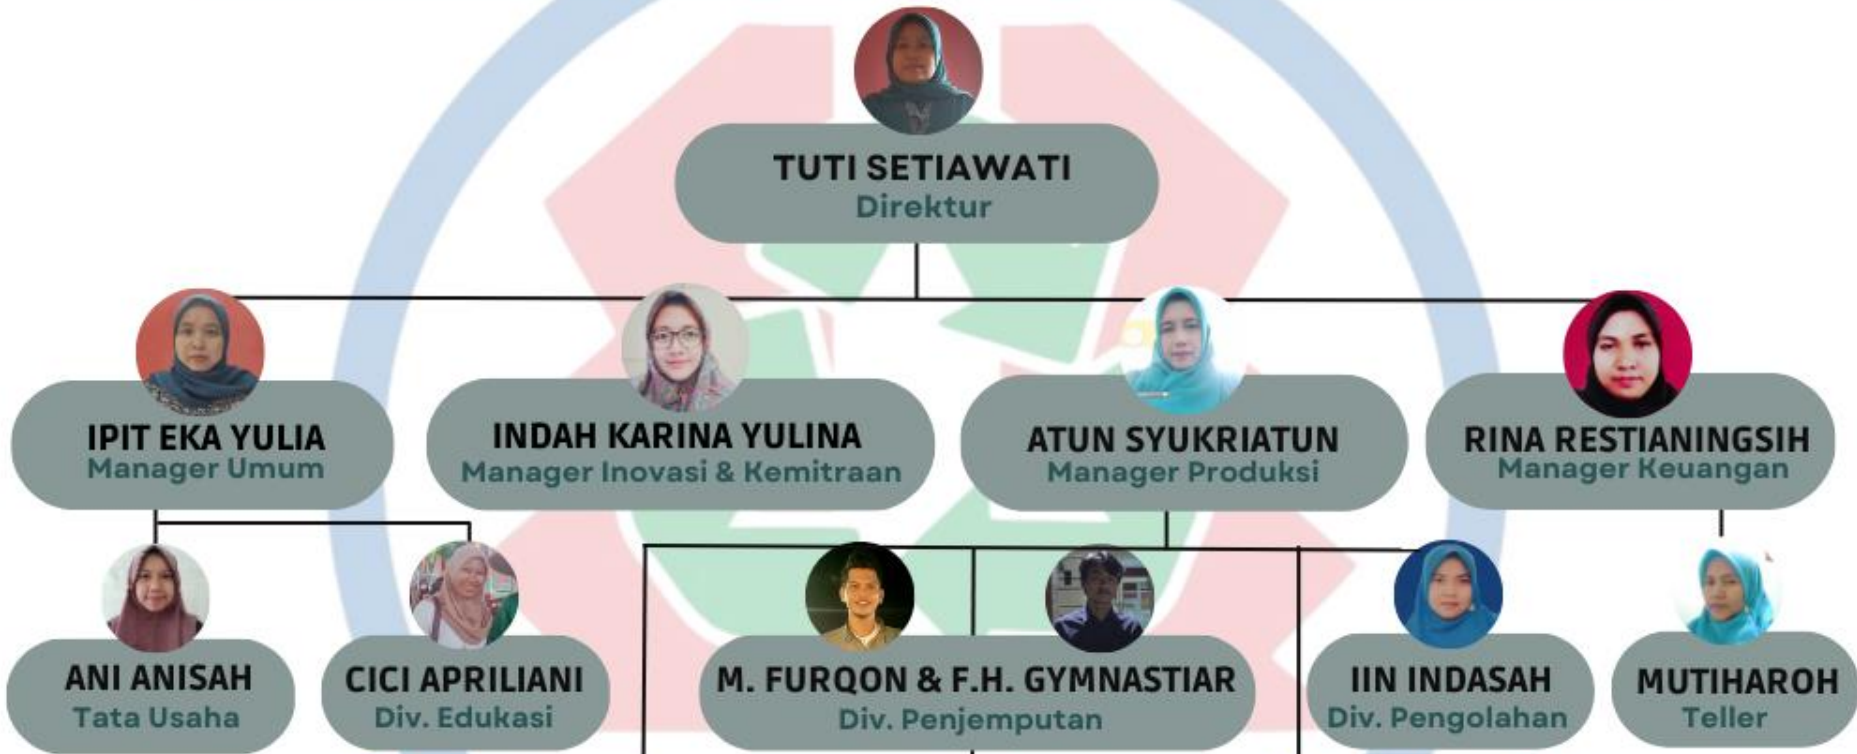 TUTI SETIAWATI
Direktur
IPIT EKA YULIA
Manager Umum
INDAH KARINA YULINA
Manager Inovasi & Kemitraan
ATUN SYUKRIATUN
Manager Produksi
RINA RESTIANINGSIH
Manager Keuangan
ANI ANISAH
Tata Usaha
CICI APRILIANI
Div. Edukasi
M. FURQON & F.H. GYMNASTIAR
Div. Penjemputan
IIN INDASAH
Div. Pengolahan
MUTIHAROH
Teller